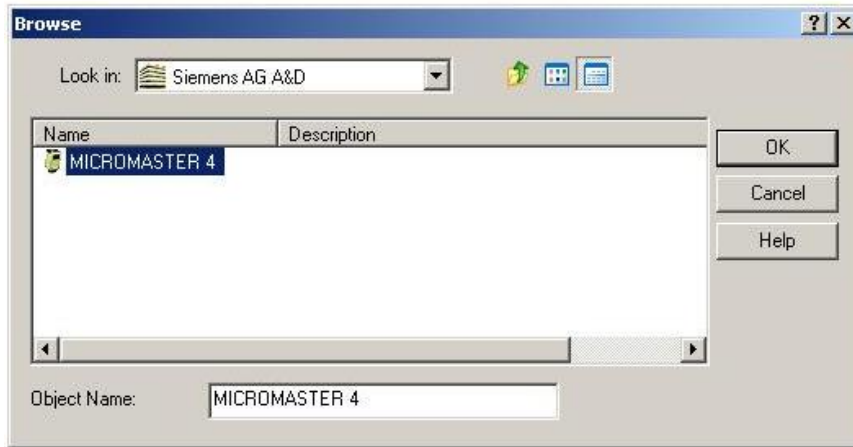 Browse
Look in: Siemens AG A&D
Name Description
MICROMASTER 4
OK
Cancel
Help
Object Name: MICROMASTER 4